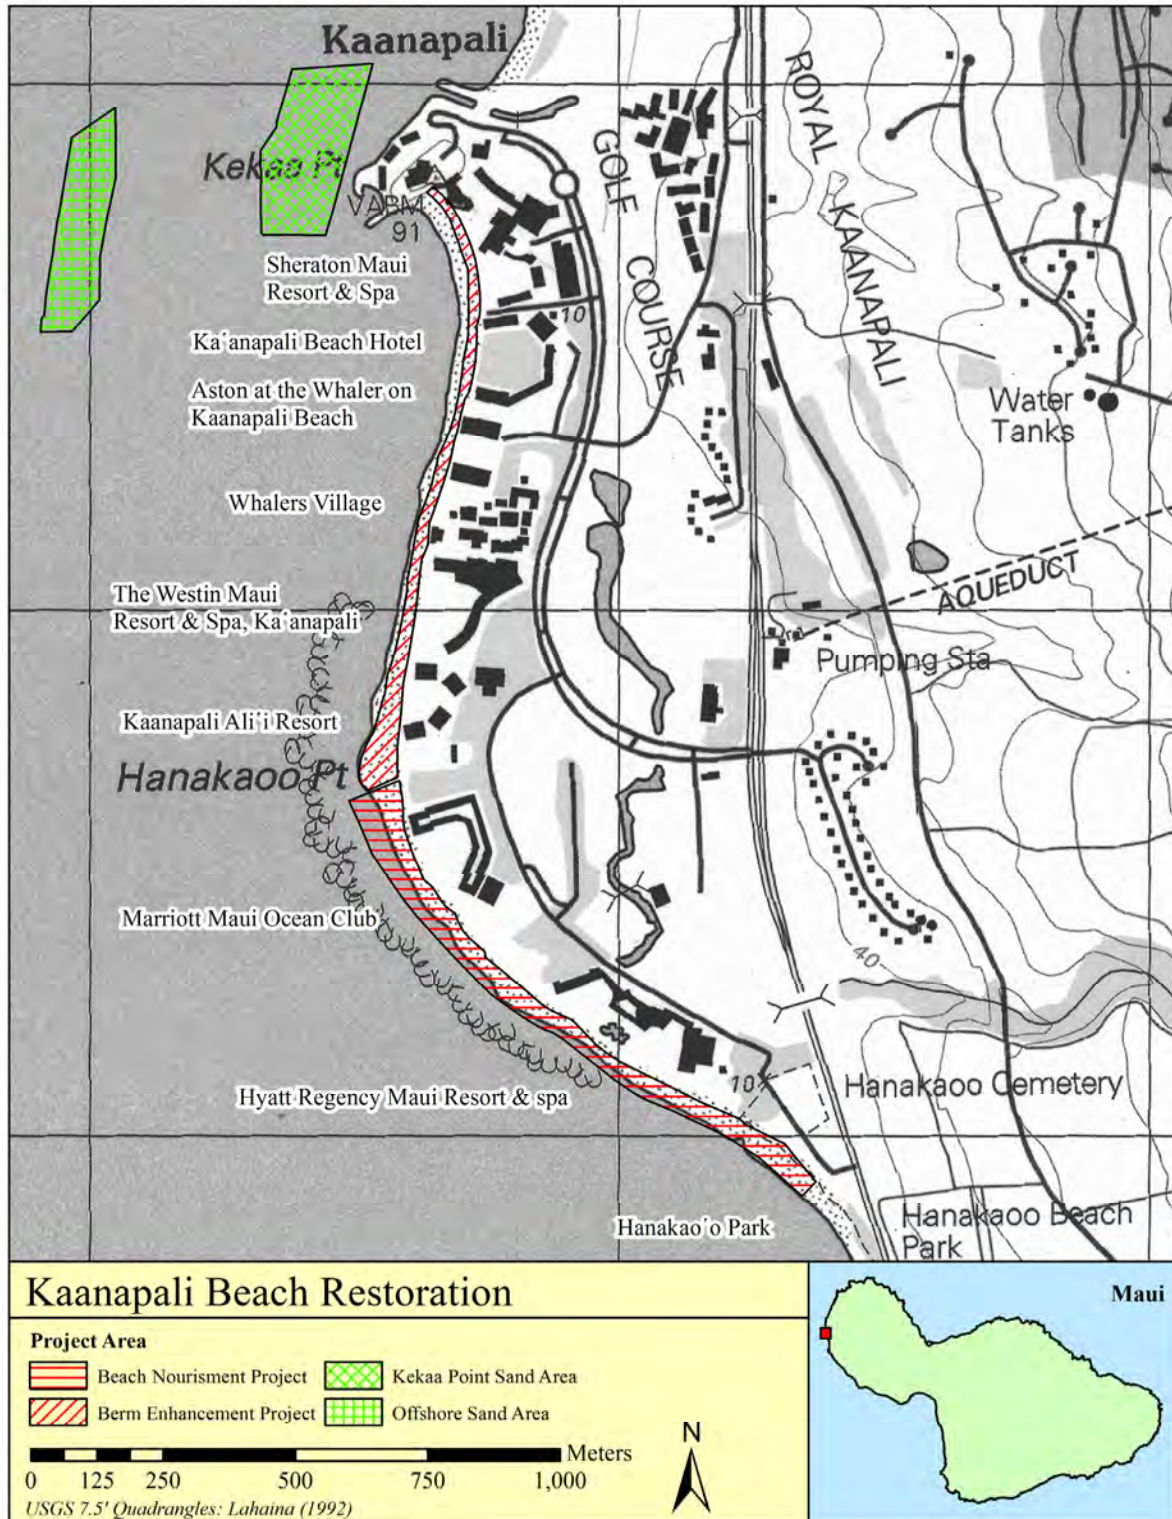 Kaanapali
ROYAL
KAANAPALI
GOLF
COURSE
Kekaa Pt
VABM
91
Sheraton Maui
Resort & Spa
10
Ka'anapali Beach Hotel
Aston at the Whaler on
Kaanapali Beach
Water
Tanks
Whalers Village
AQUEDUCT
The Westin Maui
Resort & Spa, Ka'anapali
Pumping Sta
Kaanapali Ali'i Resort
Hanakaoo Pt
Marriott Maui Ocean Club
40
Hyatt Regency Maui Resort & spa
10
Hanakaoo Cemetery
Hanakao'o Park
Hanakaoo Beach
Park
Kaanapali Beach Restoration
Project Area
Beach Nourisment Project
Kekaa Point Sand Area
Berm Enhancement Project
Offshore Sand Area
Meters
0 125 250 500 750 1,000
N
USGS 7.5' Quadrangles: Lahaina (1992)
Maui